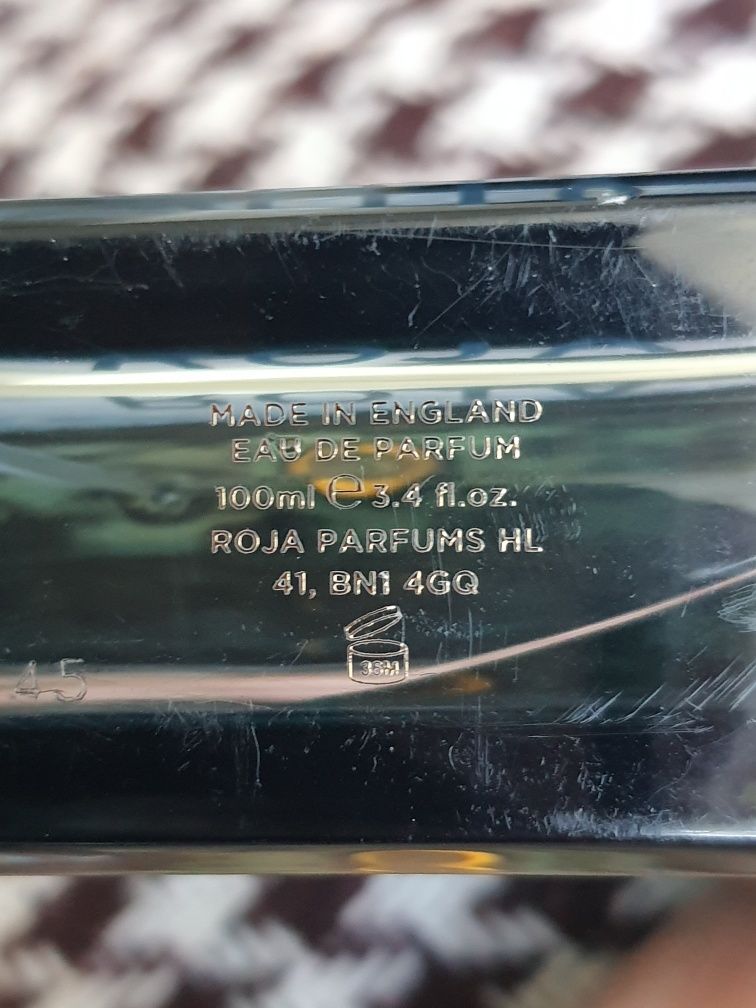 MADE IN ENGLAND
EAU DE PARFUM
100ml ℮ 3.4 fl.oz.
ROJA PARFUMS HL
41, BN1 4GQ
36M
45